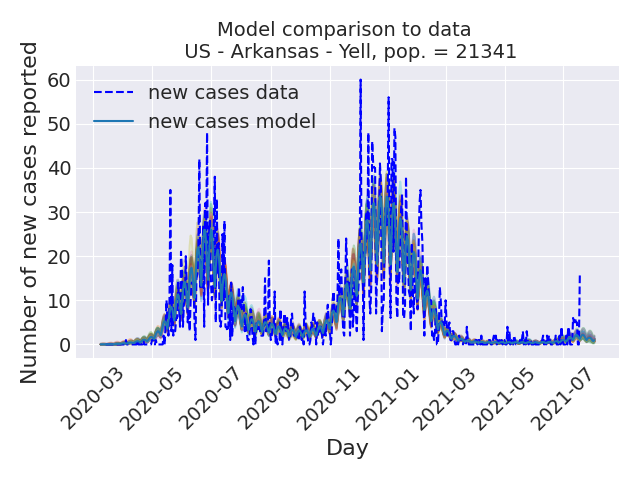 Model comparison to data
US - Arkansas - Yell, pop. = 21341
Number of new cases reported
60
50
40
30
20
10
0
new cases data
new cases model
2020-03
2020-05
2020-07
2020-09
2020-11
2021-01
2021-03
2021-05
2021-07
Day